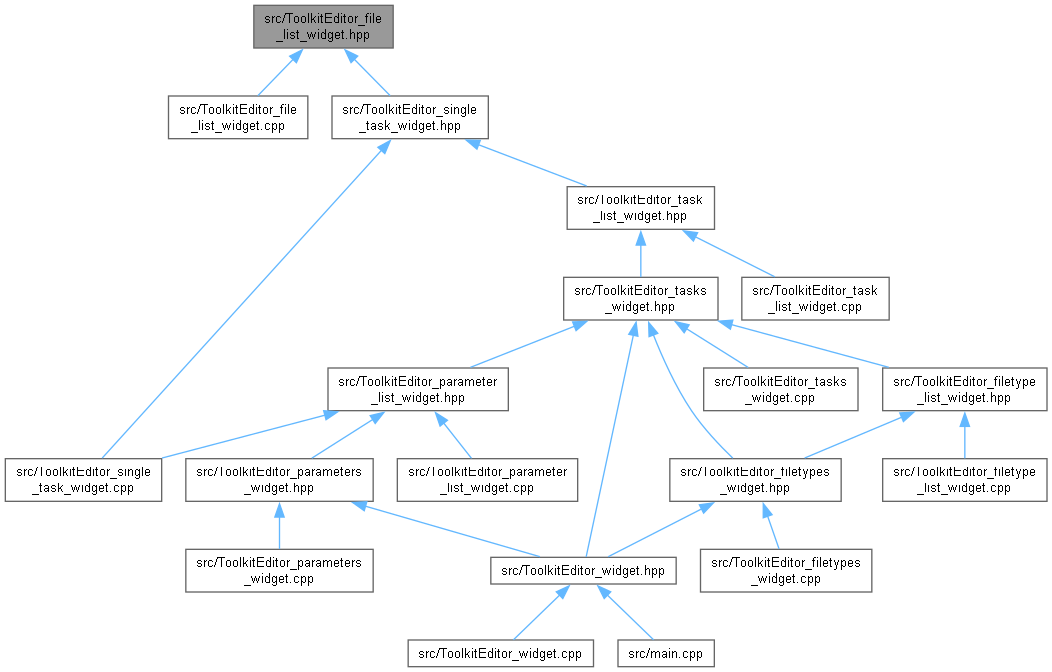 src/ToolkitEditor_file
_list_widget.hpp
src/ToolkitEditor_file
_list_widget.cpp
src/ToolkitEditor_single
_task_widget.hpp
src/ToolkitEditor_task
_list_widget.hpp
src/ToolkitEditor_tasks
_widget.hpp
src/ToolkitEditor_task
_list_widget.cpp
src/ToolkitEditor_parameter
_list_widget.hpp
src/ToolkitEditor_tasks
_widget.cpp
src/ToolkitEditor_filetype
_list_widget.hpp
src/ToolkitEditor_single
_task_widget.cpp
src/ToolkitEditor_parameters
_widget.hpp
src/ToolkitEditor_parameter
_list_widget.cpp
src/ToolkitEditor_filetypes
_widget.hpp
src/ToolkitEditor_filetype
_list_widget.cpp
src/ToolkitEditor_parameters
_widget.cpp
src/ToolkitEditor_widget.hpp
src/ToolkitEditor_filetypes
_widget.cpp
src/ToolkitEditor_widget.cpp
src/main.cpp